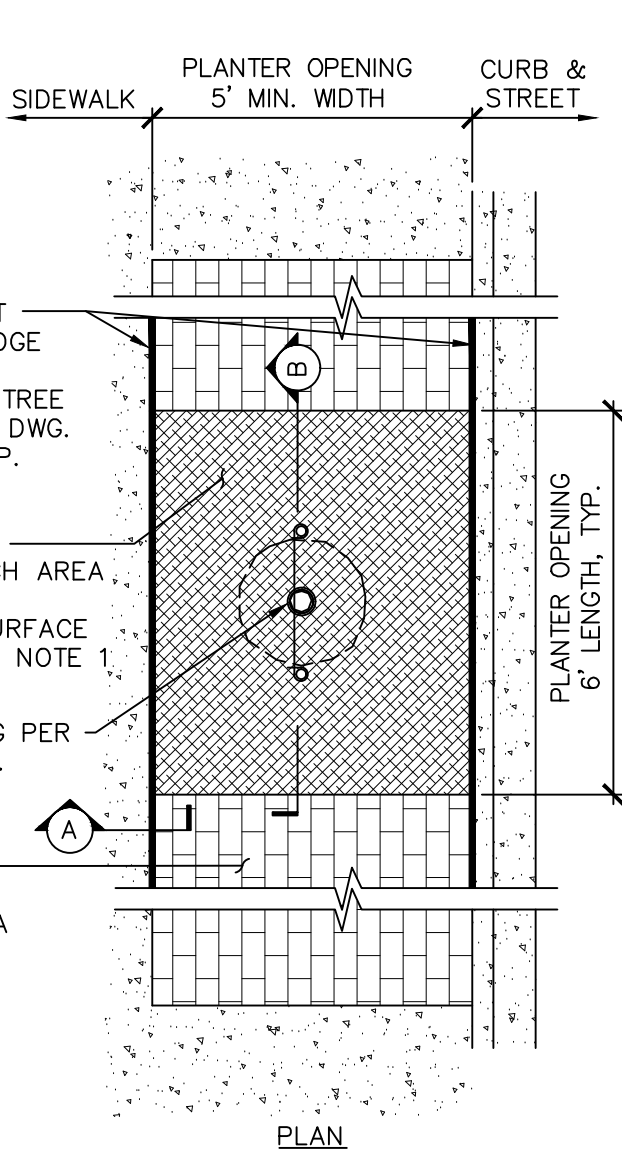 PLANTER OPENING
5' MIN. WIDTH
CURB &
STREET
SIDEWALK
TREE
DWG.
AREA
NOTE 1
PER
B
A
PLANTER OPENING
6' LENGTH, TYP.
PLAN